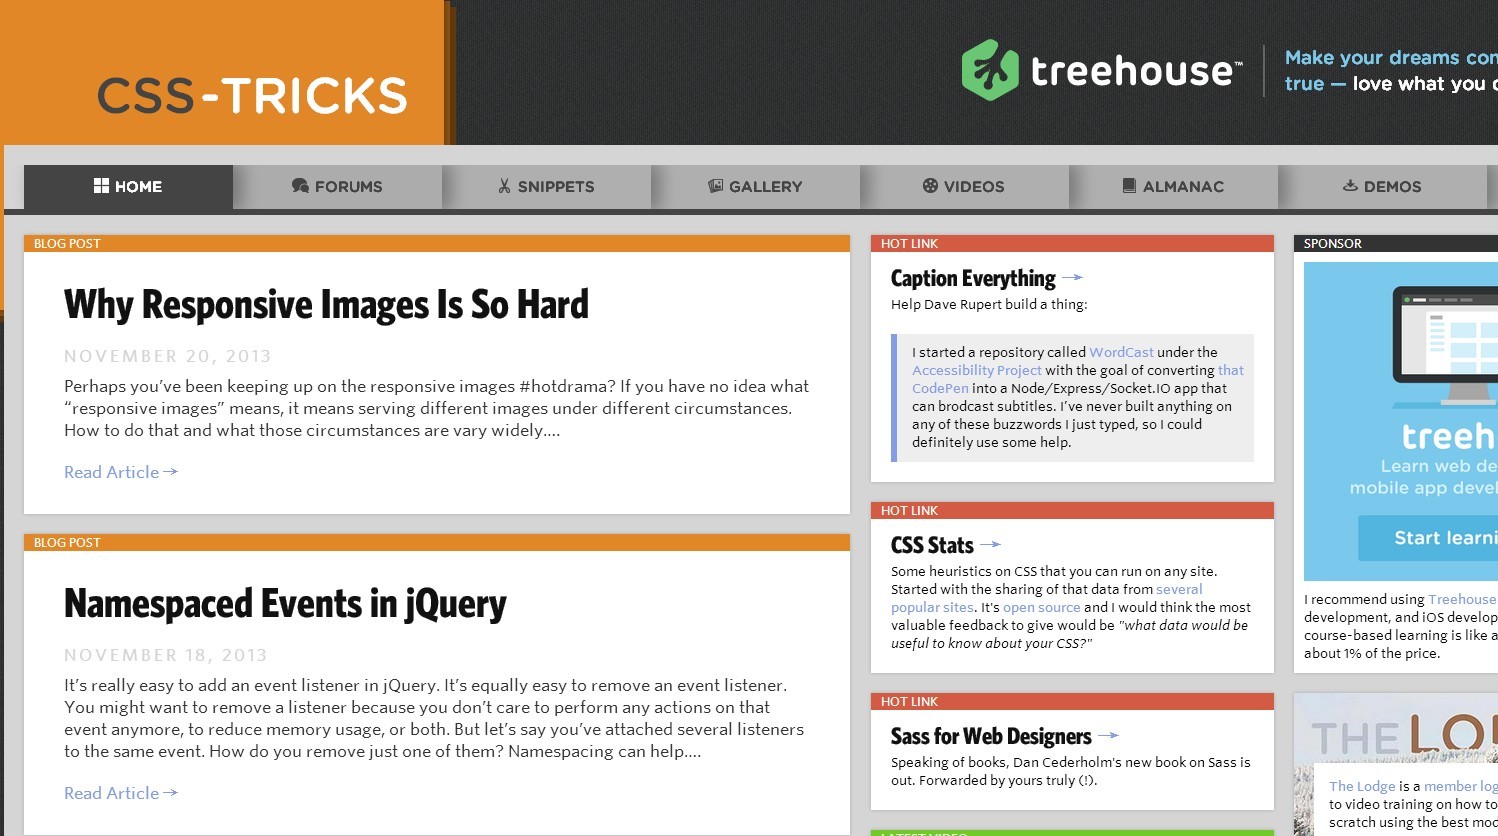 CSS-TRICKS
treehouse™
Make your dreams com
true — love what you
HOME
FORUMS
SNIPPETS
GALLERY
VIDEOS
ALMANAC
DEMOS
BLOG POST
Why Responsive Images Is So Hard
NOVEMBER 20, 2013
Perhaps you’ve been keeping up on the responsive images #hotdrama? If you have no idea what
“responsive images” means, it means serving different images under different circumstances.
How to do that and what those circumstances are vary widely....
Read Article →
BLOG POST
Namespaced Events in jQuery
NOVEMBER 18, 2013
It’s really easy to add an event listener in jQuery. It’s equally easy to remove an event listener.
You might want to remove a listener because you don’t care to perform any actions on that
event anymore, to reduce memory usage, or both. But let’s say you’ve attached several listeners
to the same event. How do you remove just one of them? Namespacing can help....
Read Article →
HOT LINK
Caption Everything →
Help Dave Rupert build a thing:
I started a repository called WordCast under the
Accessibility Project with the goal of converting that
CodePen into a Node/Express/Socket.IO app that
can brodcast subtitles. I’ve never built anything on
any of these buzzwords I just typed, so I could
definitely use some help.
HOT LINK
CSS Stats →
Some heuristics on CSS that you can run on any site.
Started with the sharing of that data from several
popular sites. It's open source and I would think the most
valuable feedback to give would be "what data would be
useful to know about your CSS?"
HOT LINK
Sass for Web Designers →
Speaking of books, Dan Cederholm's new book on Sass is
out. Forwarded by yours truly (!).
LATEST VIDEO
SPONSOR
treeh
Learn web de
mobile app devel
Start learni
I recommend using Treehouse
development, and iOS develop
course-based learning is like a
about 1% of the price.
THE LO
The Lodge is a member log
to video training on how to
scratch using the best mod